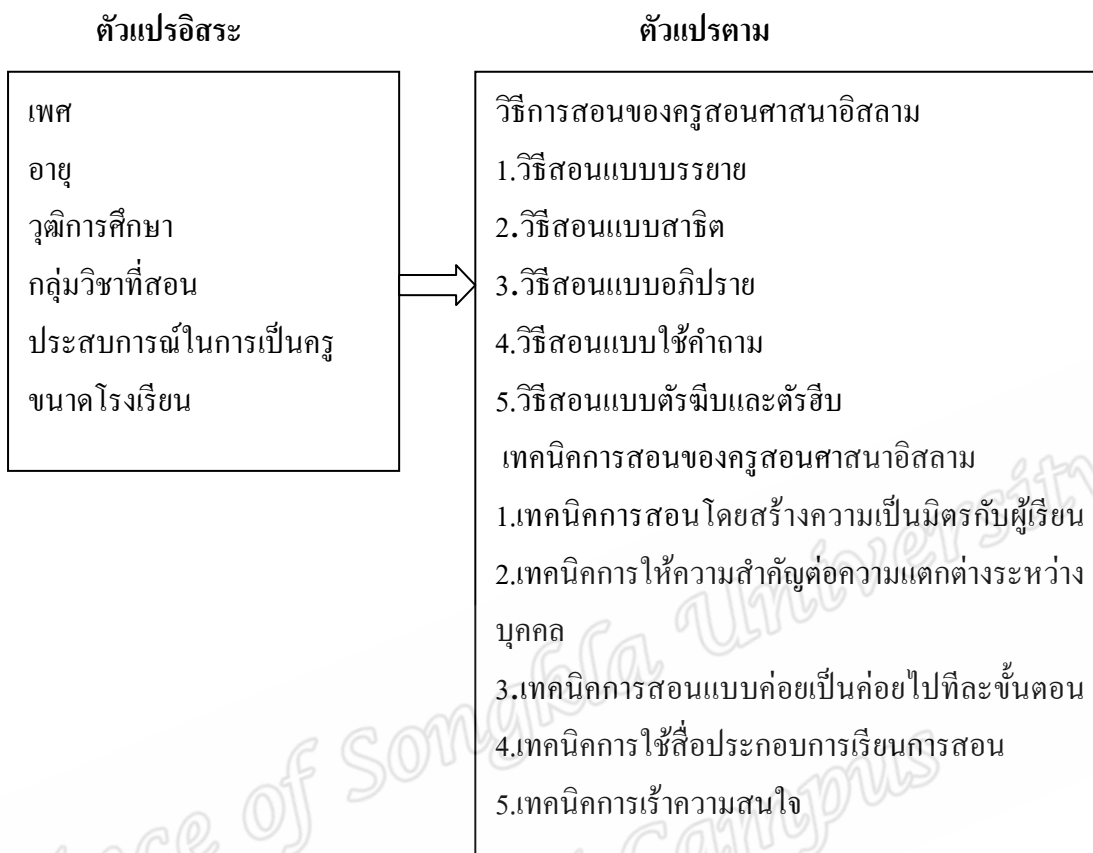 ตัวแปรอิสระ
เพศ
อายุ
วุฒิการศึกษา
กลุ่มวิชาที่สอน
ประสบการณ์ในการเป็นครู
ขนาดโรงเรียน
ตัวแปรตาม
วิธีการสอนของครูสอนศาสนาอิสลาม
1.วิธีสอนแบบบรรยาย
2.วิธีสอนแบบสาธิต
3.วิธีสอนแบบอภิปราย
4.วิธีสอนแบบใช้คำถาม
5.วิธีสอนแบบตัรฆีบและตัรฮีบ
เทคนิคการสอนของครูสอนศาสนาอิสลาม
1.เทคนิคการสอนโดยสร้างความเป็นมิตรกับผู้เรียน
2.เทคนิคการให้ความสำคัญต่อความแตกต่างระหว่าง
บุคคล
3.เทคนิคการสอนแบบค่อยเป็นค่อยไปทีละขั้นตอน
4.เทคนิคการใช้สื่อประกอบการเรียนการสอน
5.เทคนิคการเร้าความสนใจ
of Songkla University
Campus